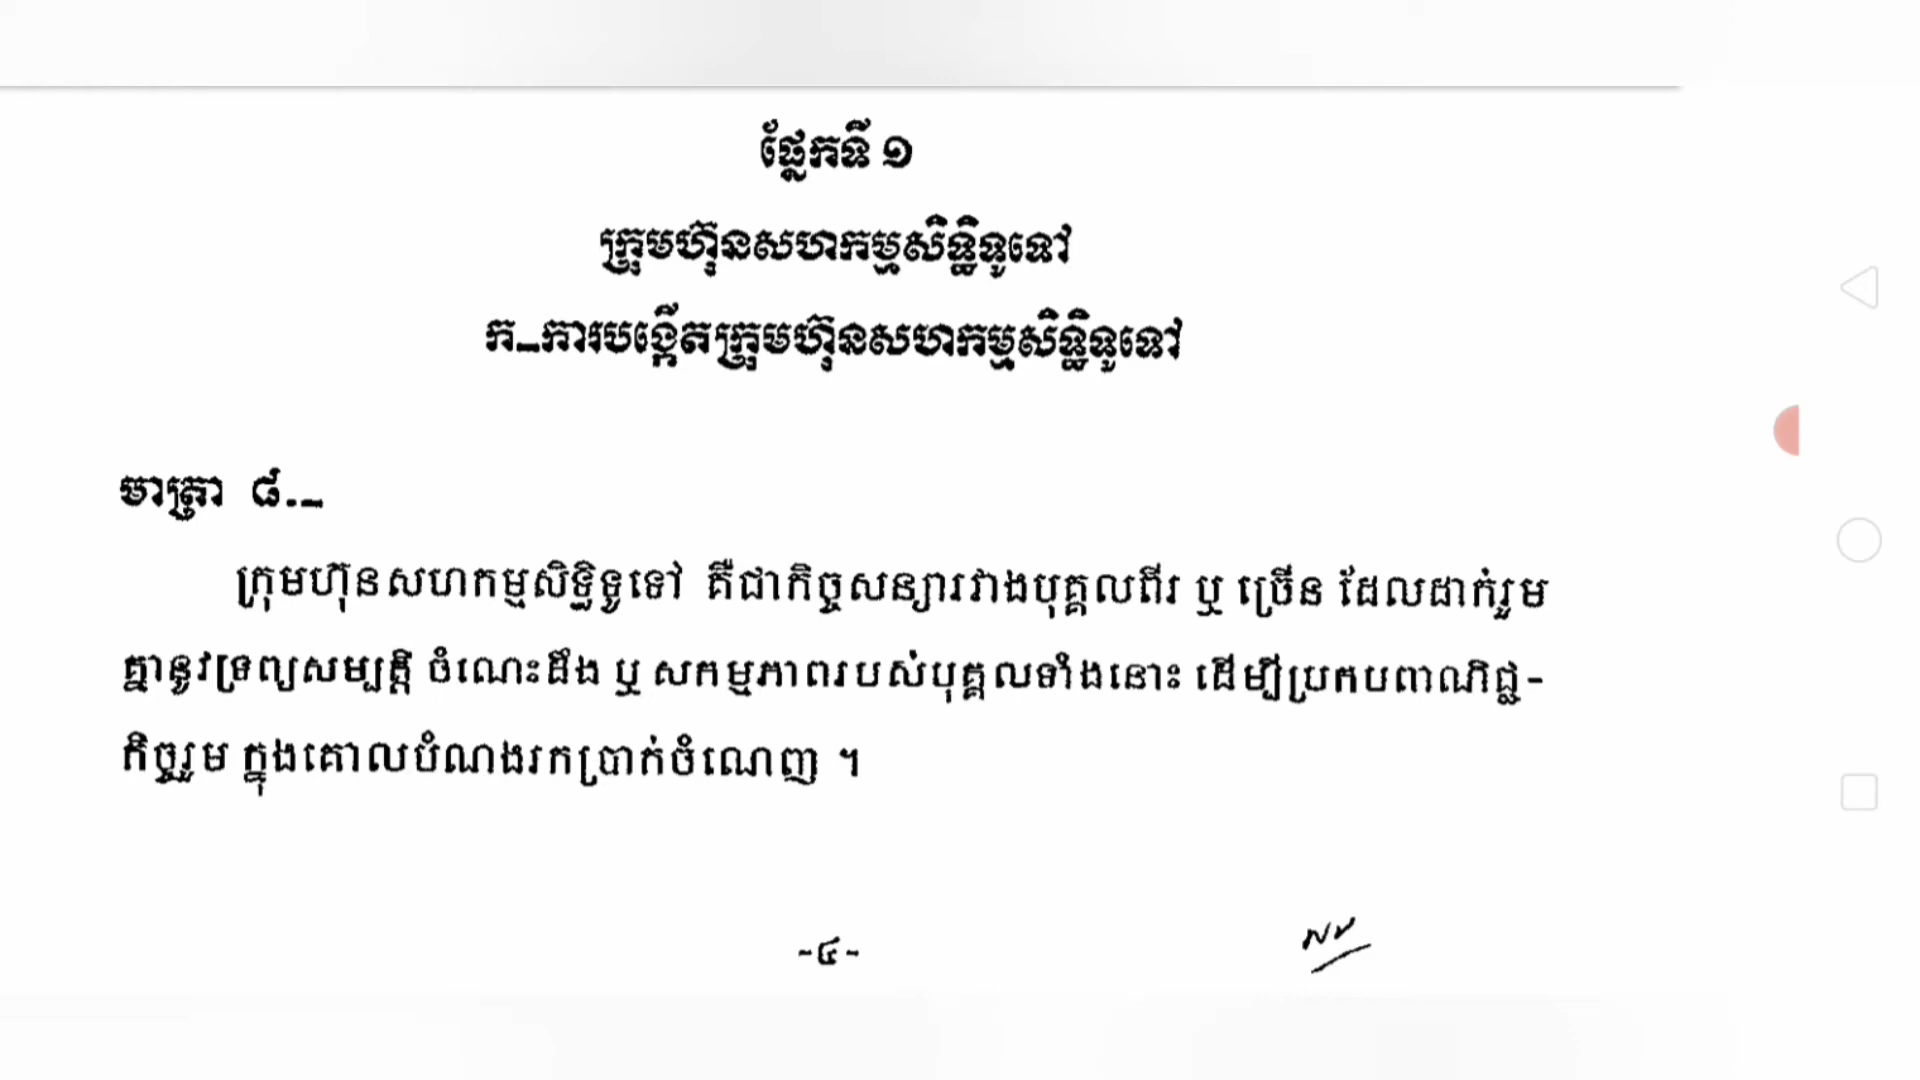 ផ្នែកទី ១
ក្រុមហ៊ុនសហកម្មសិទ្ធិទូទៅ
ក_ការបង្កើតក្រុមហ៊ុនសហកម្មសិទ្ធិទូទៅ
មាត្រា ៨._
ក្រុមហ៊ុនសហកម្មសិទ្ធិទូទៅ គឺជាកិច្ចសន្យារវាងបុគ្គលពីរ ឬ ច្រើន ដែលដាក់រួម
គ្នានូវទ្រព្យសម្បត្តិ ចំណេះដឹង ឬ សកម្មភាពរបស់បុគ្គលទាំងនោះ ដើម្បីប្រកបពាណិជ្ជ-
កិច្ចរួម ក្នុងគោលបំណងរកប្រាក់ចំណេញ ។
-៤-